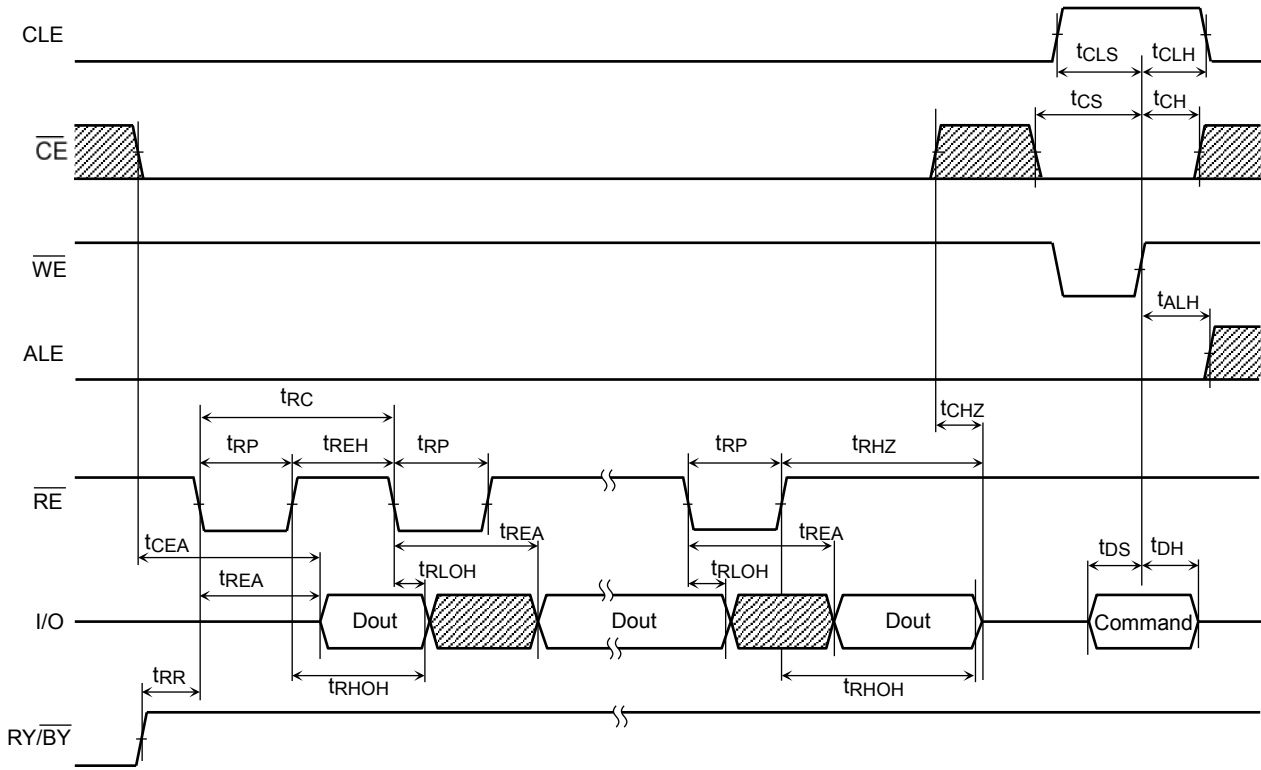 CLE
tCLS tCLH
tCS tCH
CE
WE
tALH
ALE
tRC tCHZ
tRP tREH tRP tRP tRHZ
RE
tCEA tREA tREA tDS tDH
tREA tRLOH tRLOH
I/O Dout Dout Dout Command
tRR tRHOH tRHOH
RY/BY